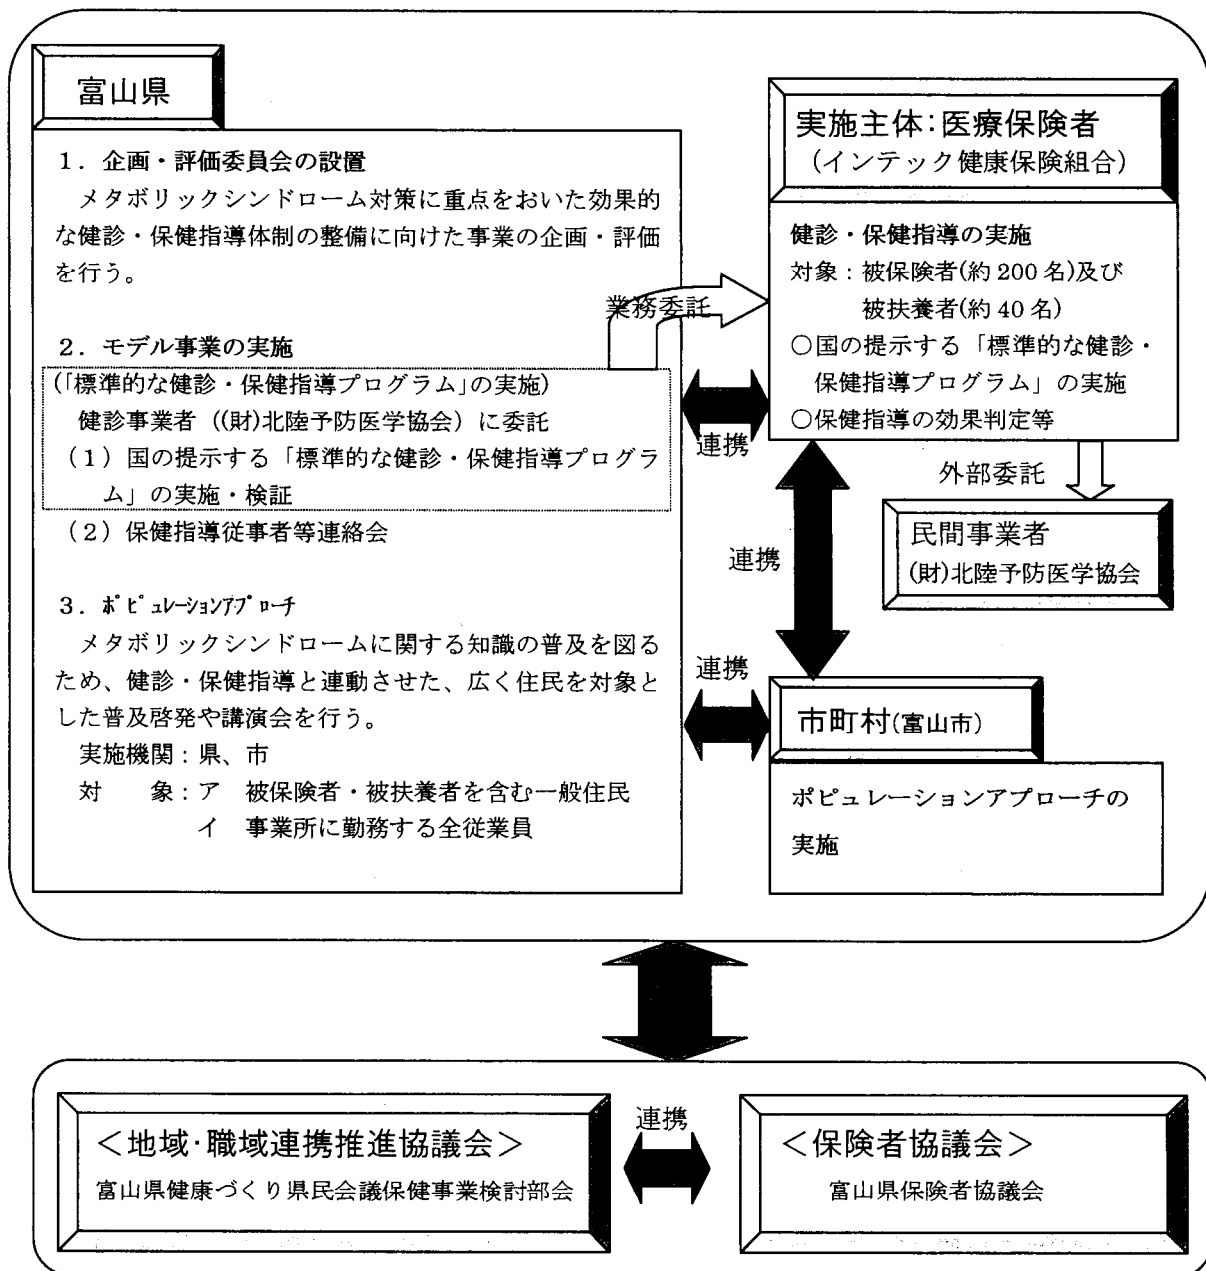 富山県
1. 企画・評価委員会の設置
メタボリックシンドローム対策に重点をおいた効果的
な健診・保健指導体制の整備に向けた事業の企画・評価
を行う。
2. モデル事業の実施
(「標準的な健診・保健指導プログラム」の実施)
健診事業者((財)北陸予防医学協会)に委託
(1)国の提示する「標準的な健診・保健指導プログラ
ム」の実施・検証
(2)保健指導従事者等連絡会
3. ポピュレーションアプローチ
メタボリックシンドロームに関する知識の普及を図る
ため、健診・保健指導と連動させた、広く住民を対象と
した普及啓発や講演会を行う。
実施機関:県、市
対 象:ア 被保険者・被扶養者を含む一般住民
イ 事業所に勤務する全従業員
業務委託
連携
実施主体:医療保険者
(インテック健康保険組合)
健診・保健指導の実施
対象:被保険者(約200名)及び
被扶養者(約40名)
○国の提示する「標準的な健診・
保健指導プログラム」の実施
○保健指導の効果判定等
外部委託
民間事業者
(財)北陸予防医学協会
連携
連携
市町村(富山市)
ポピュレーションアプローチの
実施
<地域・職域連携推進協議会>
富山県健康づくり県民会議保健事業検討部会
連携
<保険者協議会>
富山県保険者協議会